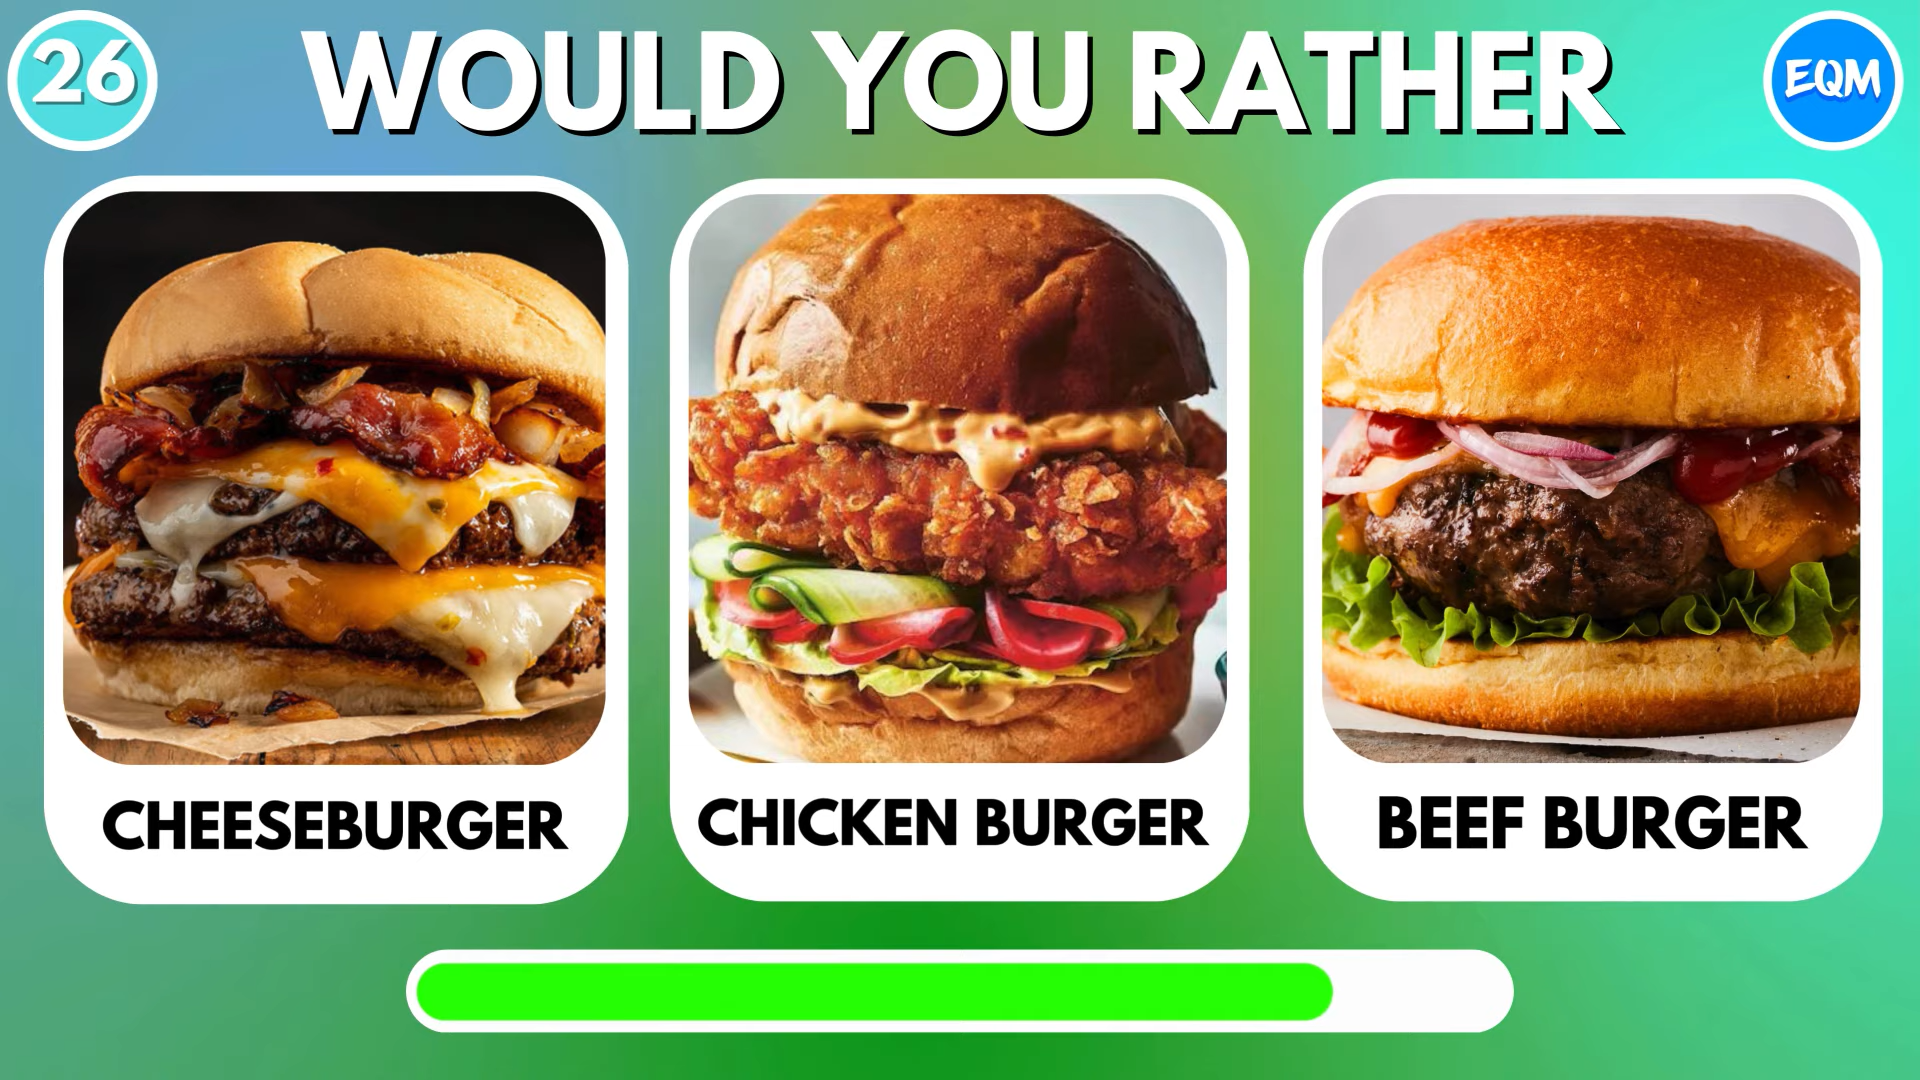 26
WOULD YOU RATHER
EQM
CHEESEBURGER
CHICKEN BURGER
BEEF BURGER